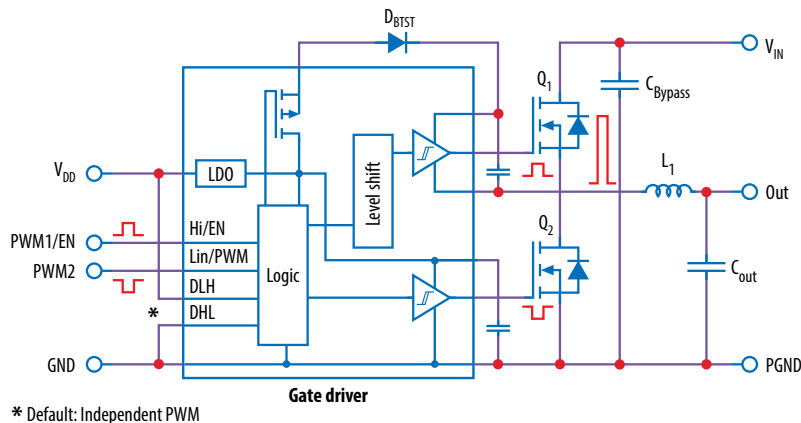 D_BTST
Q_1
C_Bypass
V_IN
V_DD
LDO
Level shift
L_1
Out
PWM1/EN
Hi/EN
Q_2
PWM2
Lin/PWM
Logic
C_out
DLH
*
DHL
GND
PGND
Gate driver
* Default: Independent PWM